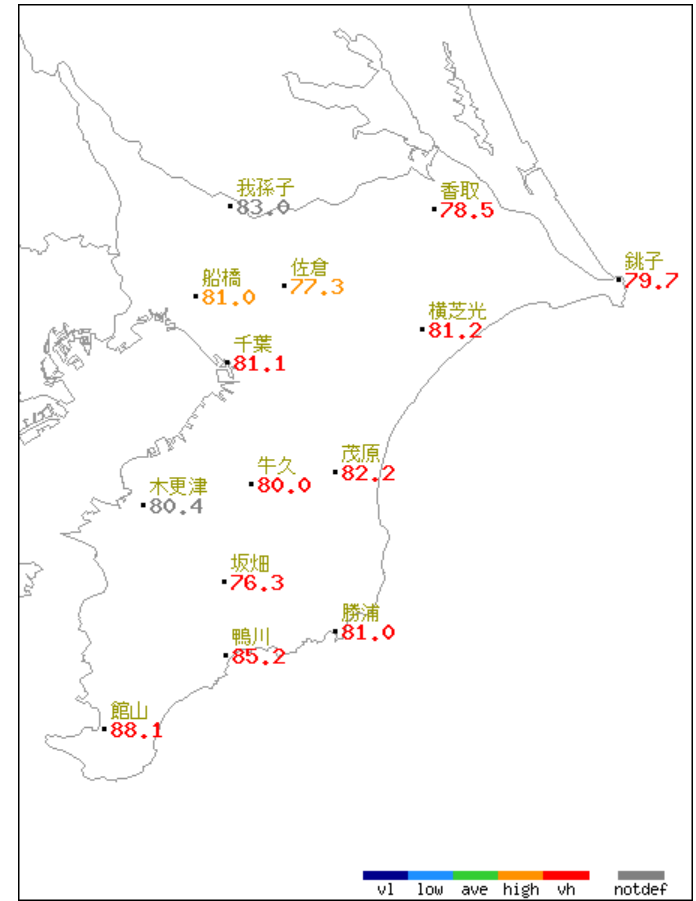 我孫子
83.0
香取
78.5
銚子
79.7
佐倉
77.3
船橋
81.0
横芝光
81.2
千葉
81.1
茂原
82.2
牛久
80.0
木更津
80.4
坂畑
76.3
勝浦
81.0
鴨川
85.2
館山
88.1
vl low ave high vh notdef